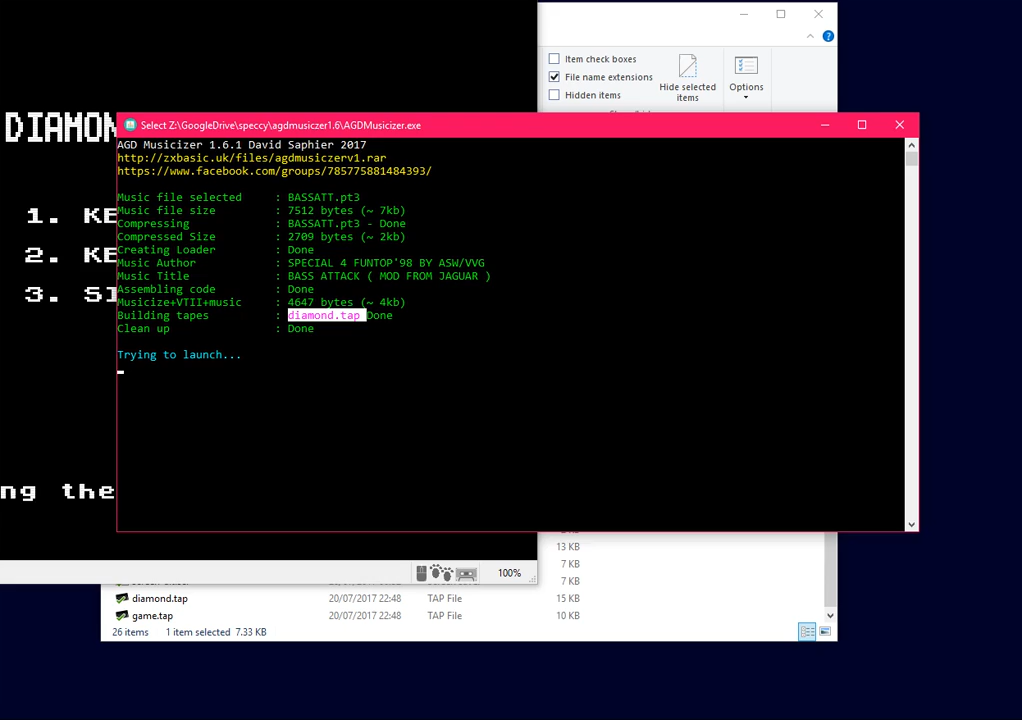 Item check boxes
File name extensions
Hidden items
Hide selected
items
Options
DIAMON
Select Z:\GoogleDrive\speccy\agdmusiczer1.6\AGDMusicizer.exe
AGD Musicizer 1.6.1 David Saphier 2017
http://zxbasic.uk/files/agdmusiczerv1.rar
https://www.facebook.com/groups/785775881484393/
Music file selected : BASSATT.pt3
Music file size : 7512 bytes (~ 7kb)
Compressing : BASSATT.pt3 - Done
Compressed Size : 2709 bytes (~ 2kb)
Creating Loader : Done
Music Author : SPECIAL 4 FUNTOP'98 BY ASW/VVG
Music Title : BASS ATTACK ( MOD FROM JAGUAR )
Assembling code : Done
Musicize+VTII+music : 4647 bytes (~ 4kb)
Building tapes : diamond.tap Done
Clean up : Done
Trying to launch...
1. KE
2. KE
3. SI
ng the
13 KB
7 KB
7 KB
100%
diamond.tap 20/07/2017 22:48 TAP File 15 KB
game.tap 20/07/2017 22:48 TAP File 10 KB
26 items 1 item selected 7.33 KB